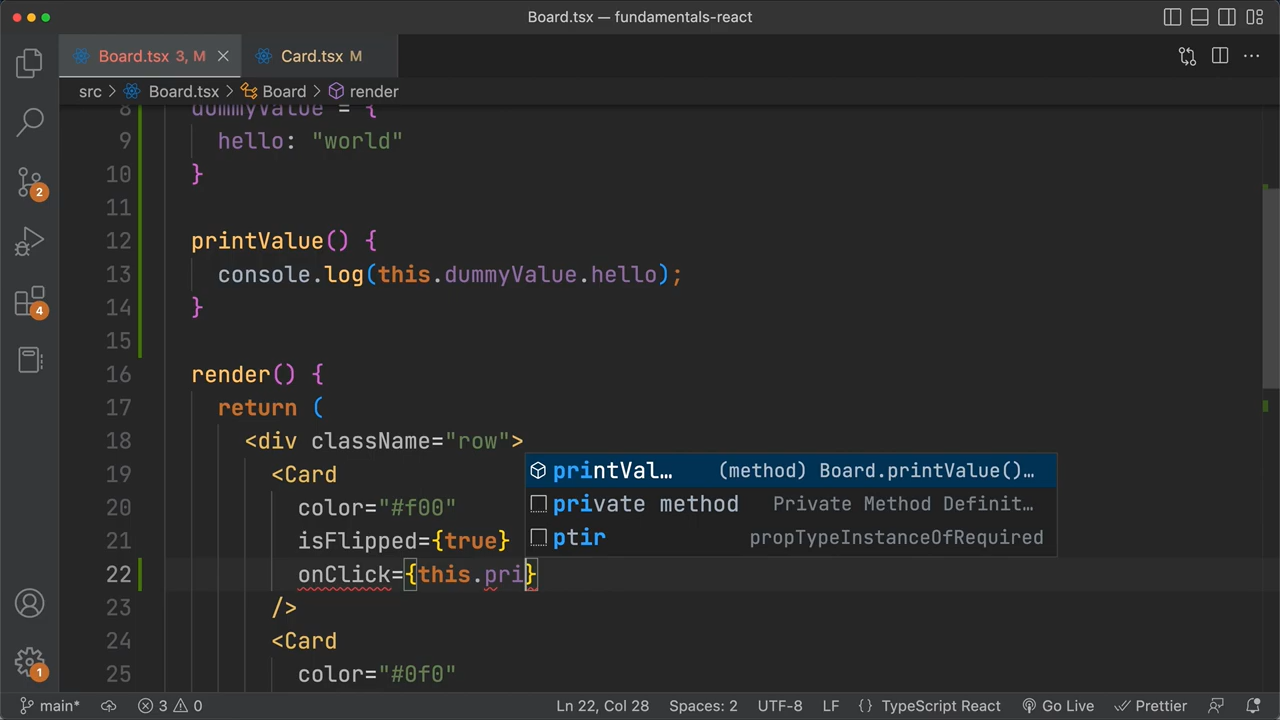 Board.tsx — fundamentals-react
Board.tsx 3, M Card.tsx M
src > Board.tsx > Board > render
8 dummyValue = {
9 hello: "world"
10 }
11
12 printValue() {
13 console.log(this.dummyValue.hello);
14 }
15
16 render() {
17 return (
18 <div className="row">
19 <Card
20 color="#f00"
21 isFlipped={true}
22 onClick={this.pri}
23 />
24 <Card
25 color="#0f0"
printVal… (method) Board.printValue()…
private method Private Method Definit…
ptir propTypeInstanceOfRequired
2
4
1
main* 3 0 Ln 22, Col 28 Spaces: 2 UTF-8 LF {} TypeScript React Go Live Prettier